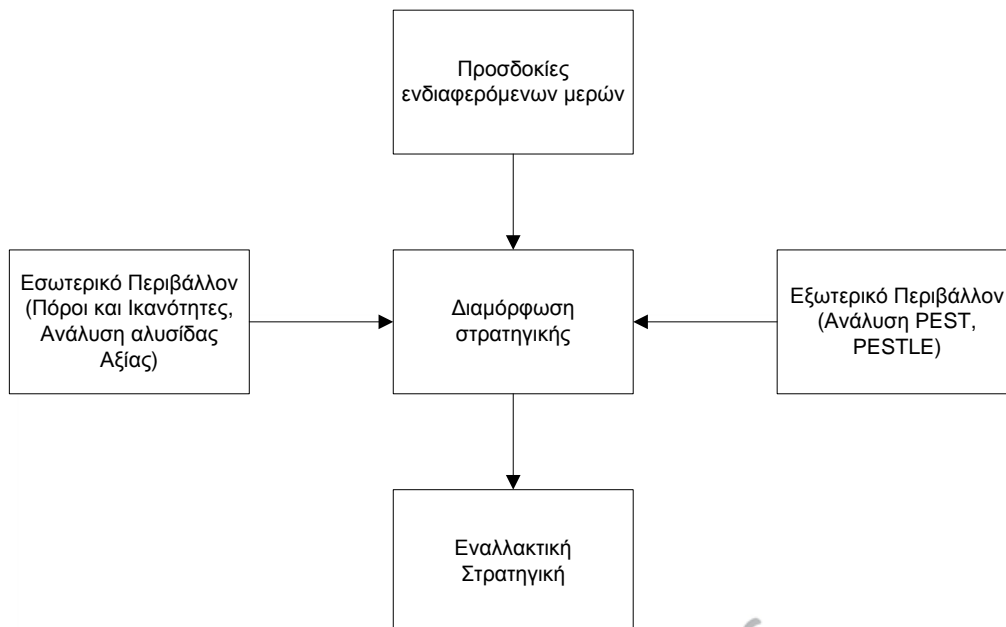 Προσδοκίες
ενδιαφερόμενων μερών
Εσωτερικό Περιβάλλον
(Πόροι και Ικανότητες,
Ανάλυση αλυσίδας
Αξίας)
Διαμόρφωση
στρατηγικής
Εξωτερικό Περιβάλλον
(Ανάλυση PEST,
PESTLE)
Εναλλακτική
Στρατηγική